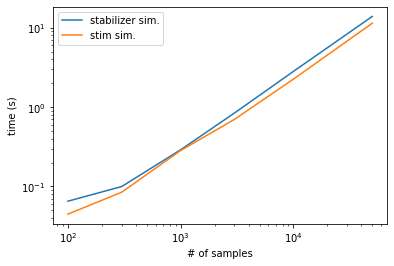 stabilizer sim.
stim sim.
time (s)
10¹
10⁰
10⁻¹
10² 10³ 10⁴
# of samples